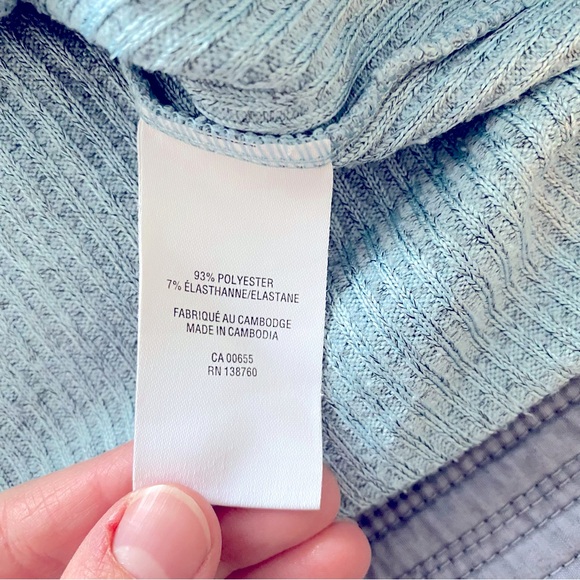 93% POLYESTER
7% ÉLASTHANNE/ELASTANE
FABRIQUÉ AU CAMBODGE
MADE IN CAMBODIA
CA 00655
RN 138760